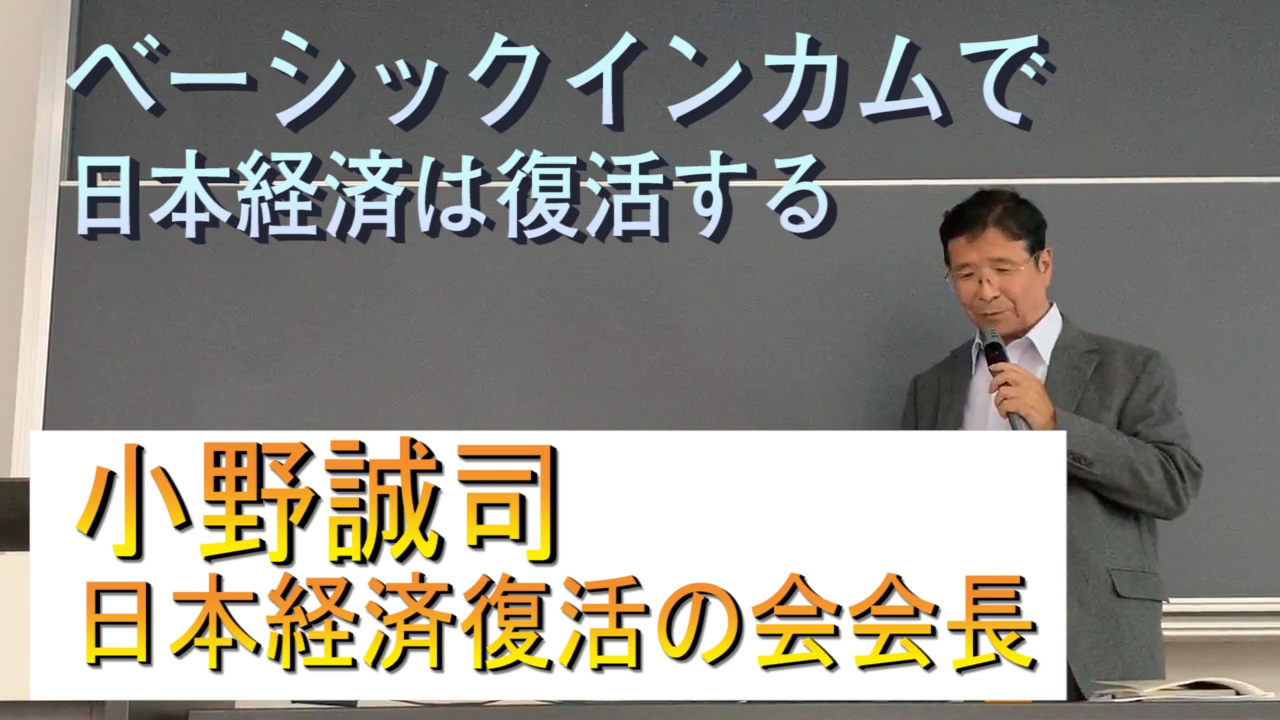 ベーシックインカムで
日本経済は復活する
小野誠司
日本経済復活の会会長